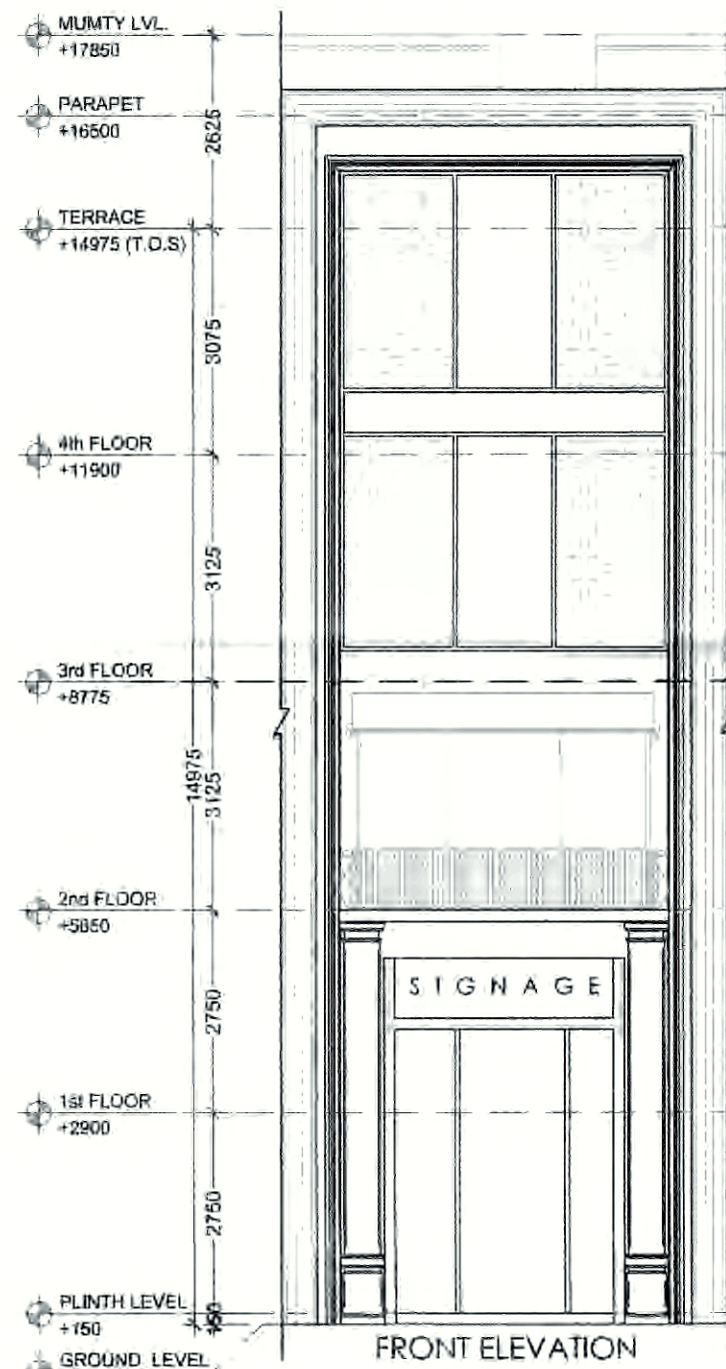 MUMTY LVL.
+17850
PARAPET
+16500
2625
TERRACE
+14975 (T.O.S)
3075
4th FLOOR
+11900
3125
3rd FLOOR
+8775
14975
3125
2nd FLOOR
+5650
SIGNAGE
2750
1st FLOOR
+2900
2750
PLINTH LEVEL
+150
150
FRONT ELEVATION
GROUND LEVEL